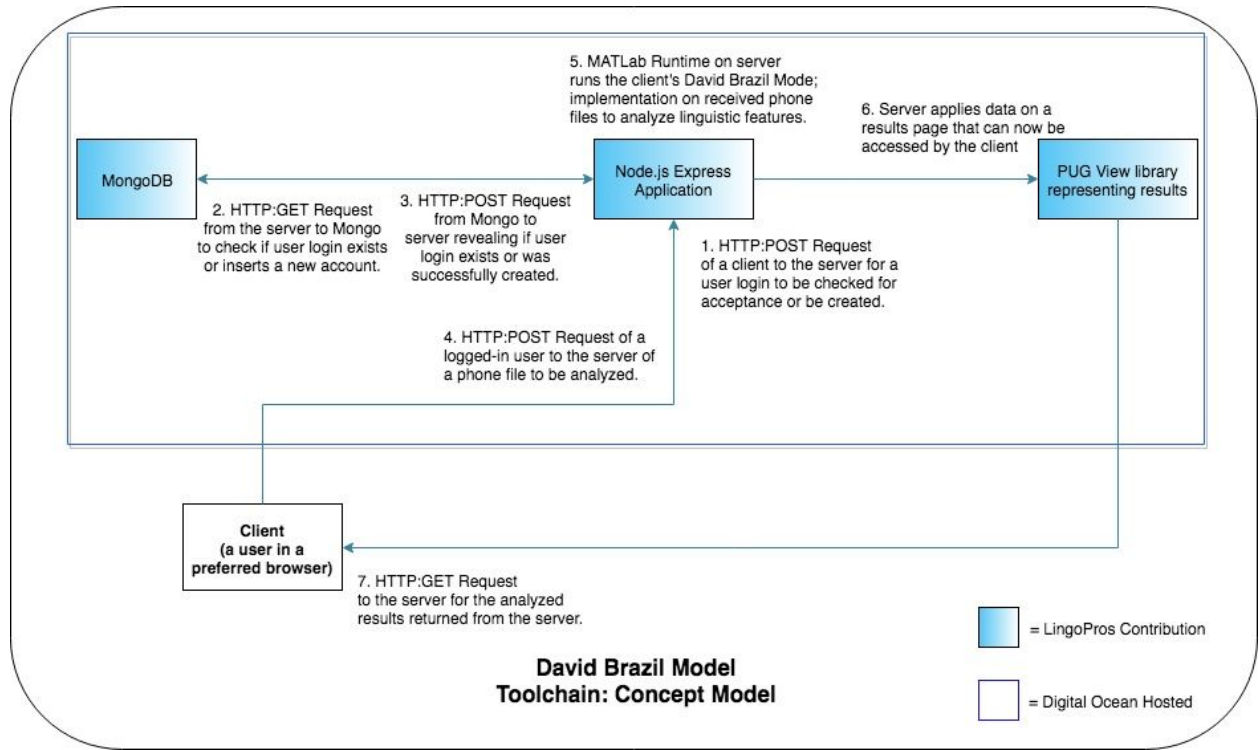 5. MATLab Runtime on server
runs the client's David Brazil Mode;
implementation on received phone
files to analyze linguistic features.
6. Server applies data on a
results page that can now be
accessed by the client
MongoDB
Node.js Express
Application
PUG View library
representing results
2. HTTP:GET Request
from the server to Mongo
to check if user login exists
or inserts a new account.
3. HTTP:POST Request
from Mongo to
server revealing if user
login exists or was
successfully created.
1. HTTP:POST Request
of a client to the server for a
user login to be checked for
acceptance or be created.
4. HTTP:POST Request of a
logged-in user to the server of
a phone file to be analyzed.
Client
(a user in a
preferred browser)
7. HTTP:GET Request
to the server for the analyzed
results returned from the server.
= LingoPros Contribution
David Brazil Model
Toolchain: Concept Model
= Digital Ocean Hosted